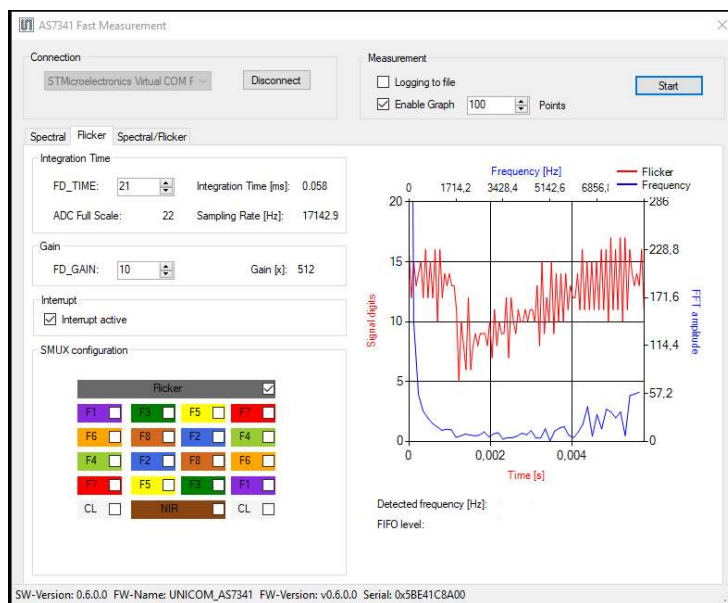 AS7341 Fast Measurement
Connection
STMicroelectronics Virtual COM F
Disconnect
Measurement
Logging to file
Enable Graph 100 Points
Start
Spectral Flicker Spectral/Flicker
Integration Time
FD_TIME: 21 Integration Time [ms]: 0.058
ADC Full Scale: 22 Sampling Rate [Hz]: 17142.9
Gain
FD_GAIN: 10 Gain [x]: 512
Interrupt
Interrupt active
SMUX configuration
Flicker
F1 F3 F5 F7
F6 F8 F2 F4
F4 F2 F8 F6
F7 F5 F3 F1
CL NIR CL
Frequency [Hz]
Flicker
Frequency
0 1714,2 3428,4 5142,6 6856,8
20 286
228,8
15
171,6
10
114,4
5
57,2
0 0
Signal digits
FFT amplitude
0 0,002 0,004
Time [s]
Detected frequency [Hz]:
FIFO level:
SW-Version: 0.6.0.0 FW-Name: UNICOM_AS7341 FW-Version: v0.6.0.0 Serial: 0x5BE41C8A00